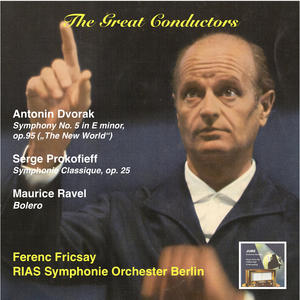 The Great Conductors
Antonin Dvorak
Symphony No. 5 in E minor,
op.95 („The New World“)
Serge Prokofieff
Symphonie Classique, op. 25
Maurice Ravel
Bolero
Ferenc Fricsay
RIAS Symphonie Orchester Berlin